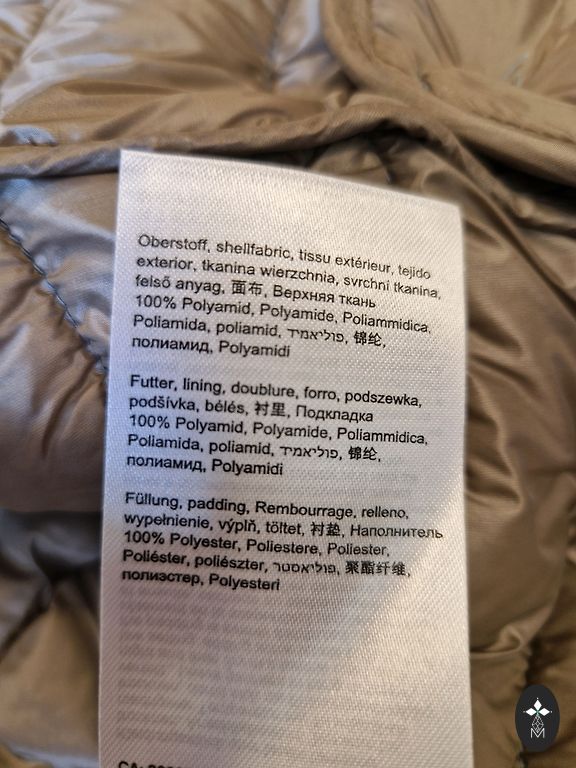 Oberstoff, shellfabric, tissu extérieur, tejido
exterior, tkanina wierzchnia, svrchní tkanina,
felső anyag, 面布, Верхняя ткань
100% Polyamid, Polyamide, Poliammidica,
Poliamida, poliamid, פוליאמיד, 锦纶,
полиамид, Polyamidi
Futter, lining, doublure, forro, podszewka,
podšívka, bélés, 衬里, Подкладка
100% Polyamid, Polyamide, Poliammidica,
Poliamida, poliamid, פוליאמיד, 锦纶,
полиамид, Polyamidi
Füllung, padding, Rembourrage, relleno,
wypełnienie, výplň, töltet, 衬垫, Наполнитель
100% Polyester, Poliestere, Poliester,
Poliéster, poliészter, פוליאסטר, 聚酯纤维,
полиэстер, Polyesteri
CA: